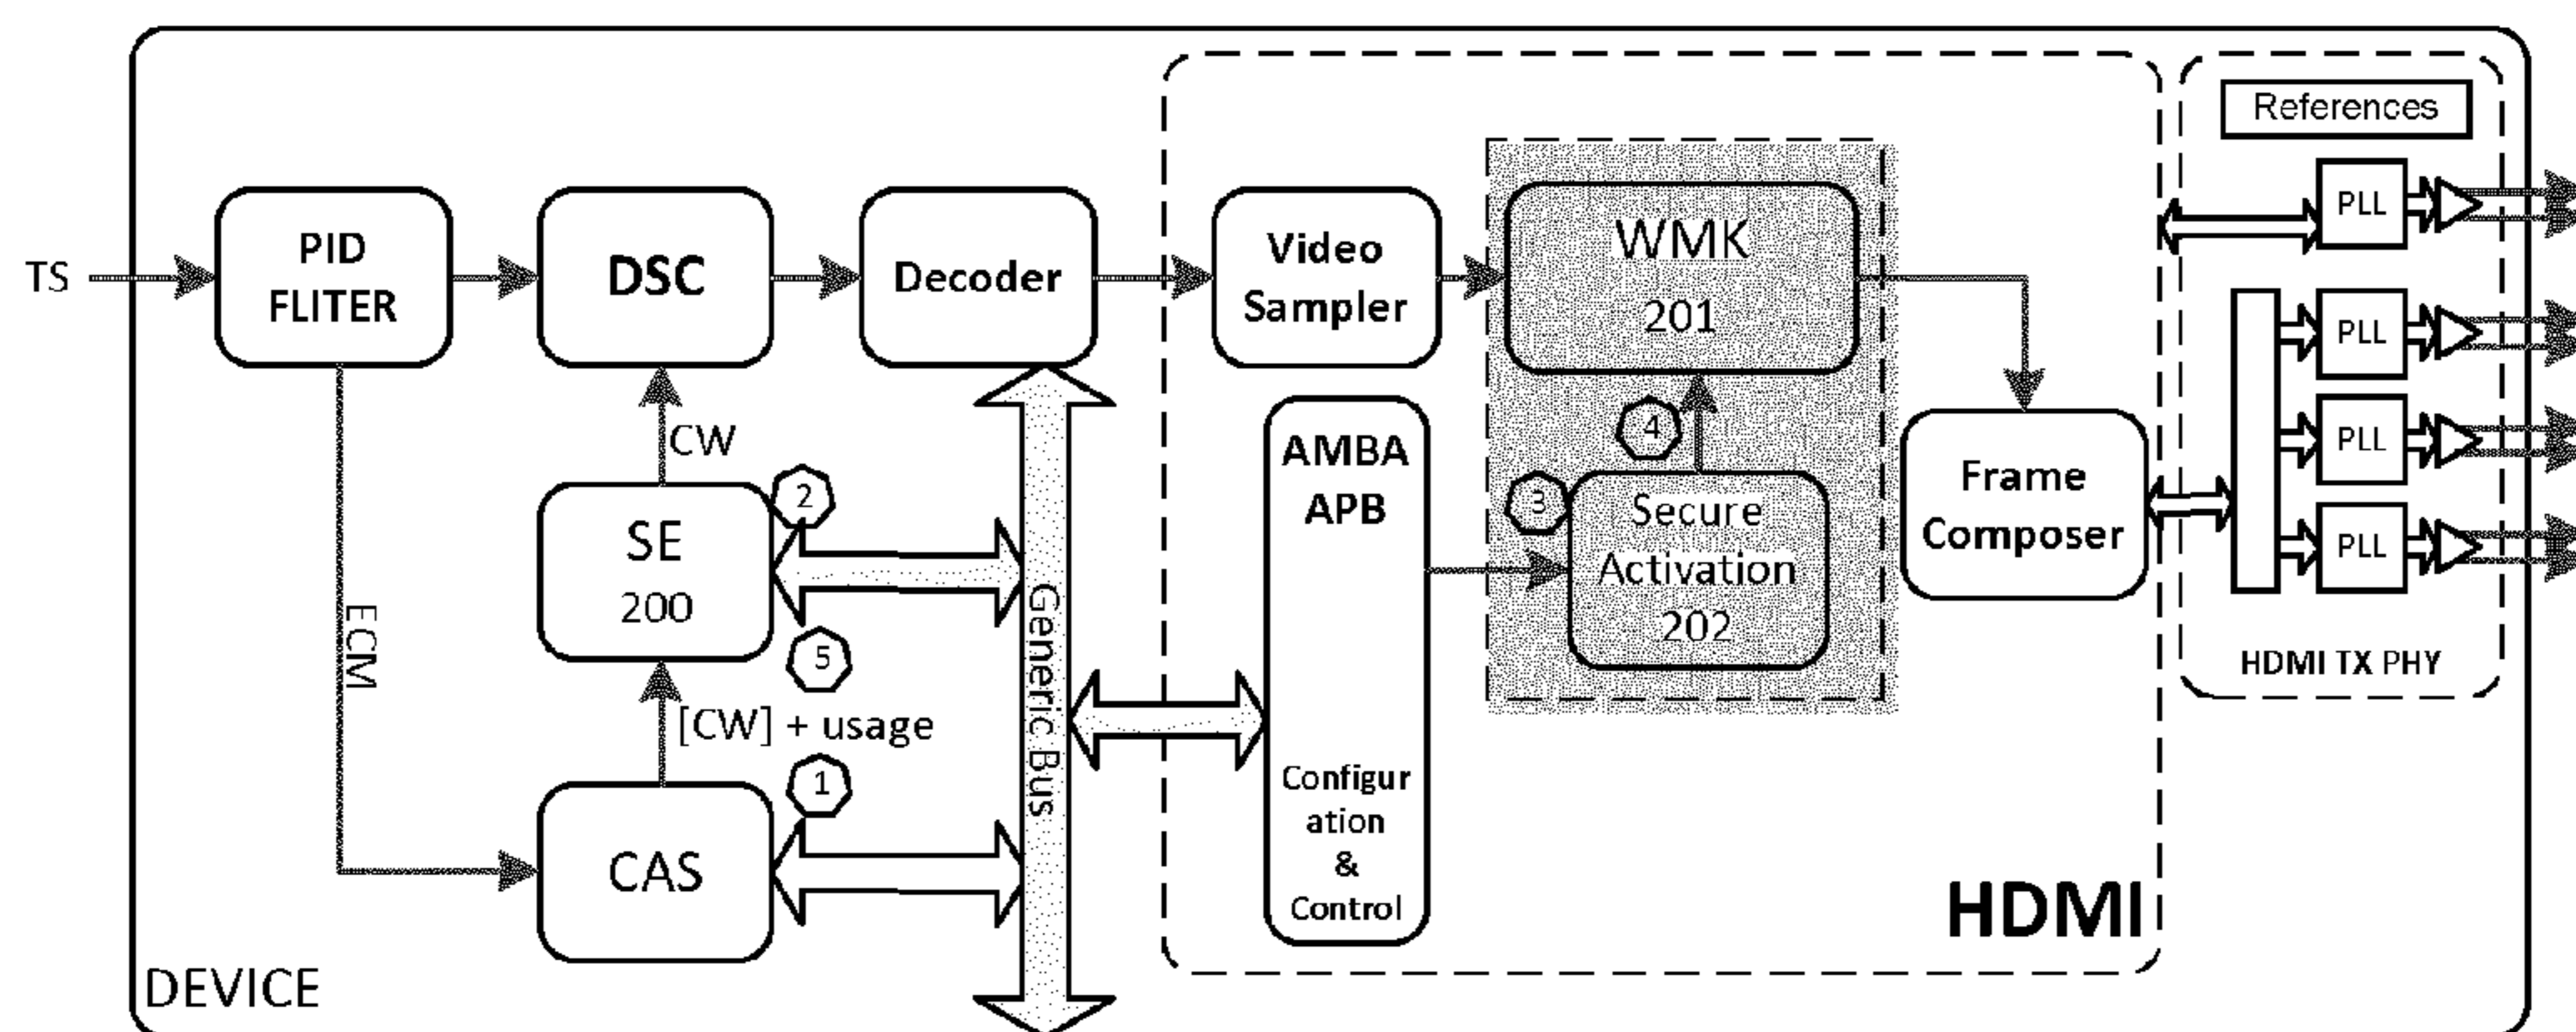 References
TS
PID
FLITER
DSC
Decoder
Video
Sampler
WMK
201
PLL
PLL
PLL
PLL
HDMI TX PHY
CW
ECM
SE
200
2
5
[CW] + usage
1
CAS
Generic Bus
AMBA
APB
Configur
ation
&
Control
4
3
Secure
Activation
202
Frame
Composer
HDMI
DEVICE